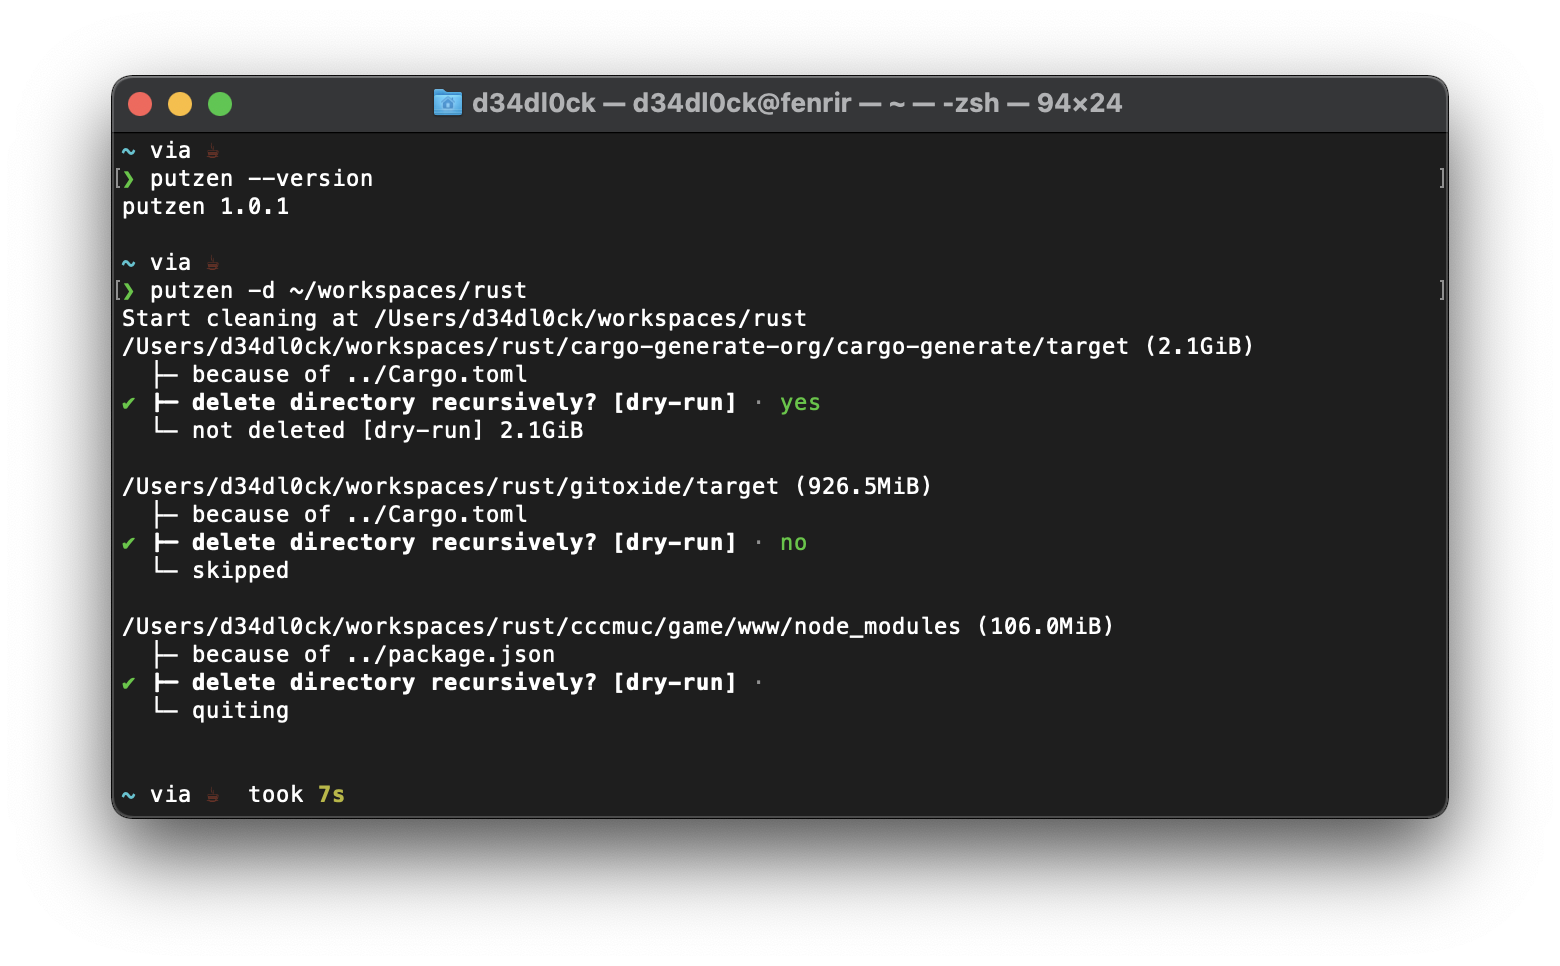 d34dl0ck — d34dl0ck@fenrir — ~ — -zsh — 94×24
~ via ☕
[❯ putzen --version ]
putzen 1.0.1
~ via ☕
[❯ putzen -d ~/workspaces/rust ]
Start cleaning at /Users/d34dl0ck/workspaces/rust
/Users/d34dl0ck/workspaces/rust/cargo-generate-org/cargo-generate/target (2.1GiB)
├─ because of ../Cargo.toml
✔ ├─ delete directory recursively? [dry-run] · yes
└─ not deleted [dry-run] 2.1GiB
/Users/d34dl0ck/workspaces/rust/gitoxide/target (926.5MiB)
├─ because of ../Cargo.toml
✔ ├─ delete directory recursively? [dry-run] · no
└─ skipped
/Users/d34dl0ck/workspaces/rust/cccmuc/game/www/node_modules (106.0MiB)
├─ because of ../package.json
✔ ├─ delete directory recursively? [dry-run] ·
└─ quiting
~ via ☕ took 7s